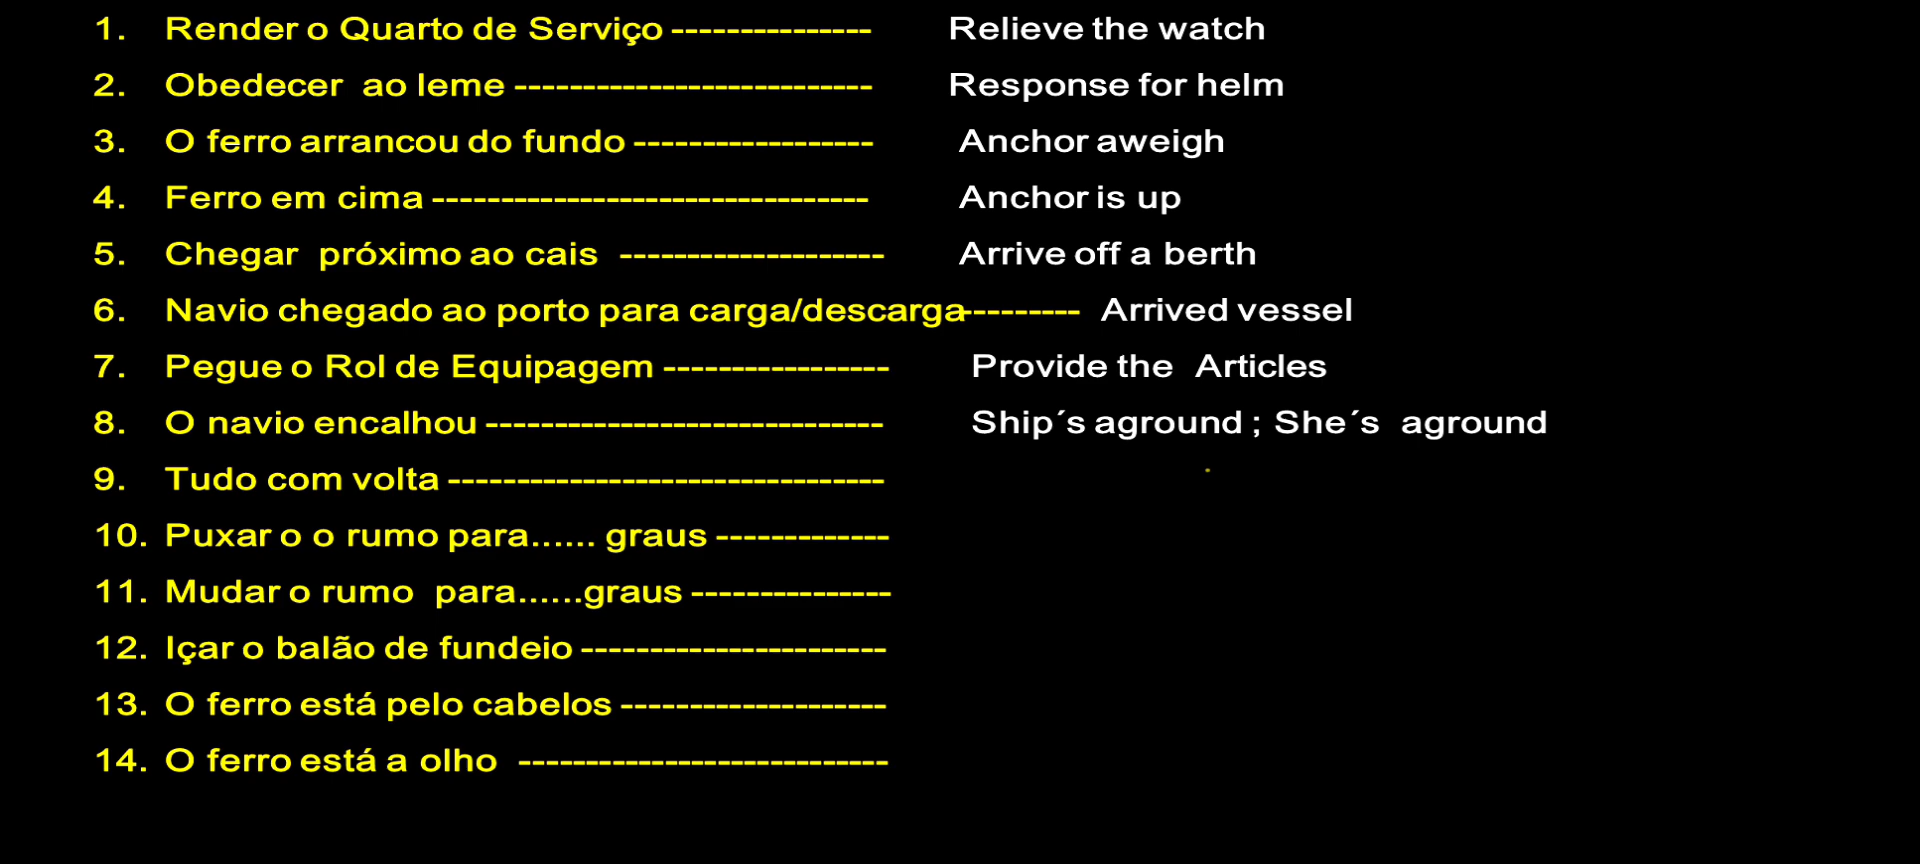 1. Render o Quarto de Serviço --------------- Relieve the watch
2. Obedecer ao leme --------------------------- Response for helm
3. O ferro arrancou do fundo ------------------ Anchor aweigh
4. Ferro em cima --------------------------------- Anchor is up
5. Chegar próximo ao cais -------------------- Arrive off a berth
6. Navio chegado ao porto para carga/descarga--------- Arrived vessel
7. Pegue o Rol de Equipagem ----------------- Provide the Articles
8. O navio encalhou ------------------------------ Ship´s aground ; She´s aground
9. Tudo com volta ---------------------------------
10. Puxar o o rumo para...... graus -------------
11. Mudar o rumo para......graus ---------------
12. Içar o balão de fundeio -----------------------
13. O ferro está pelo cabelos --------------------
14. O ferro está a olho ----------------------------